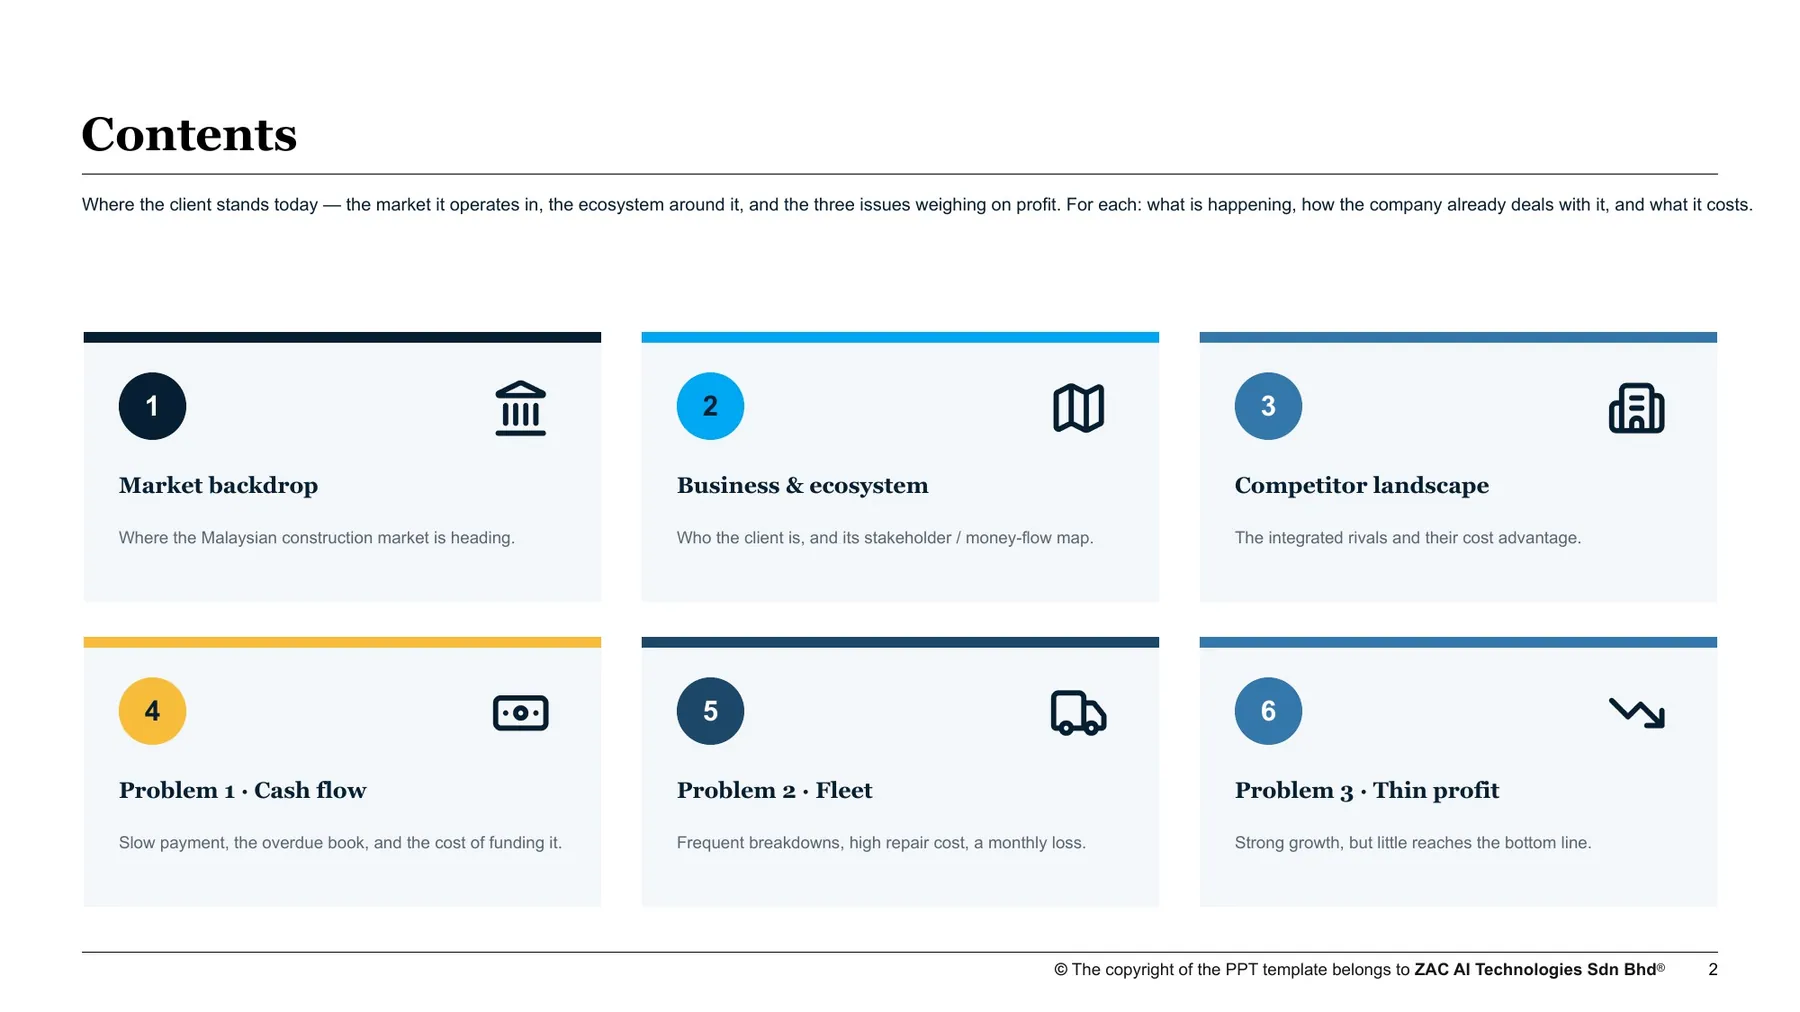 Contents
Where the client stands today — the market it operates in, the ecosystem around it, and the three issues weighing on profit. For each: what is happening, how the company already deals with it, and what it costs.
1
Market backdrop
Where the Malaysian construction market is heading.
2
Business & ecosystem
Who the client is, and its stakeholder / money-flow map.
3
Competitor landscape
The integrated rivals and their cost advantage.
4
Problem 1 · Cash flow
Slow payment, the overdue book, and the cost of funding it.
5
Problem 2 · Fleet
Frequent breakdowns, high repair cost, a monthly loss.
6
Problem 3 · Thin profit
Strong growth, but little reaches the bottom line.
© The copyright of the PPT template belongs to ZAC AI Technologies Sdn Bhd® 2